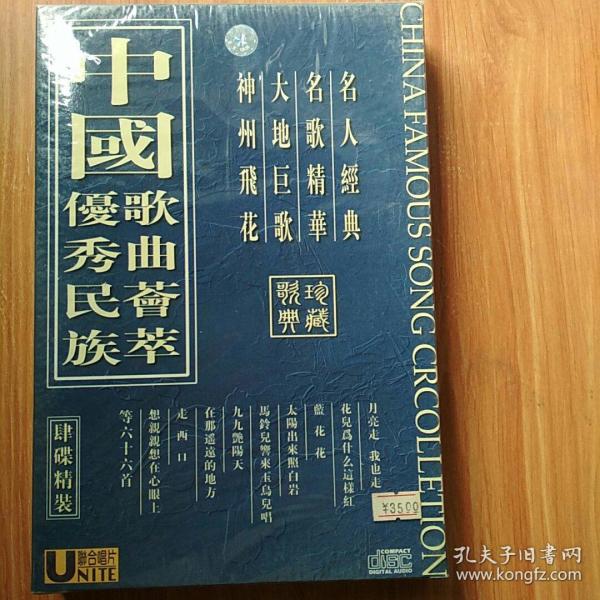 中國
優秀民族
歌曲薈萃
肆碟精裝
名人經典
名歌精華
大地巨歌
神州飛花
珍藏
歌典
月亮走 我也走
花兒爲什么這樣紅
藍花花
太陽出來照白岩
馬鈴兒響來玉鳥兒唱
九九艷陽天
在那遥遠的地方
走西口
想親親想在心眼上
等六十六首
CHINA FAMOUS SONG CRCOLLETION
¥3500
UNITE
聯合唱片
COMPACT
disc
DIGITAL AUDIO
孔夫子旧书网
www.kongfz.com